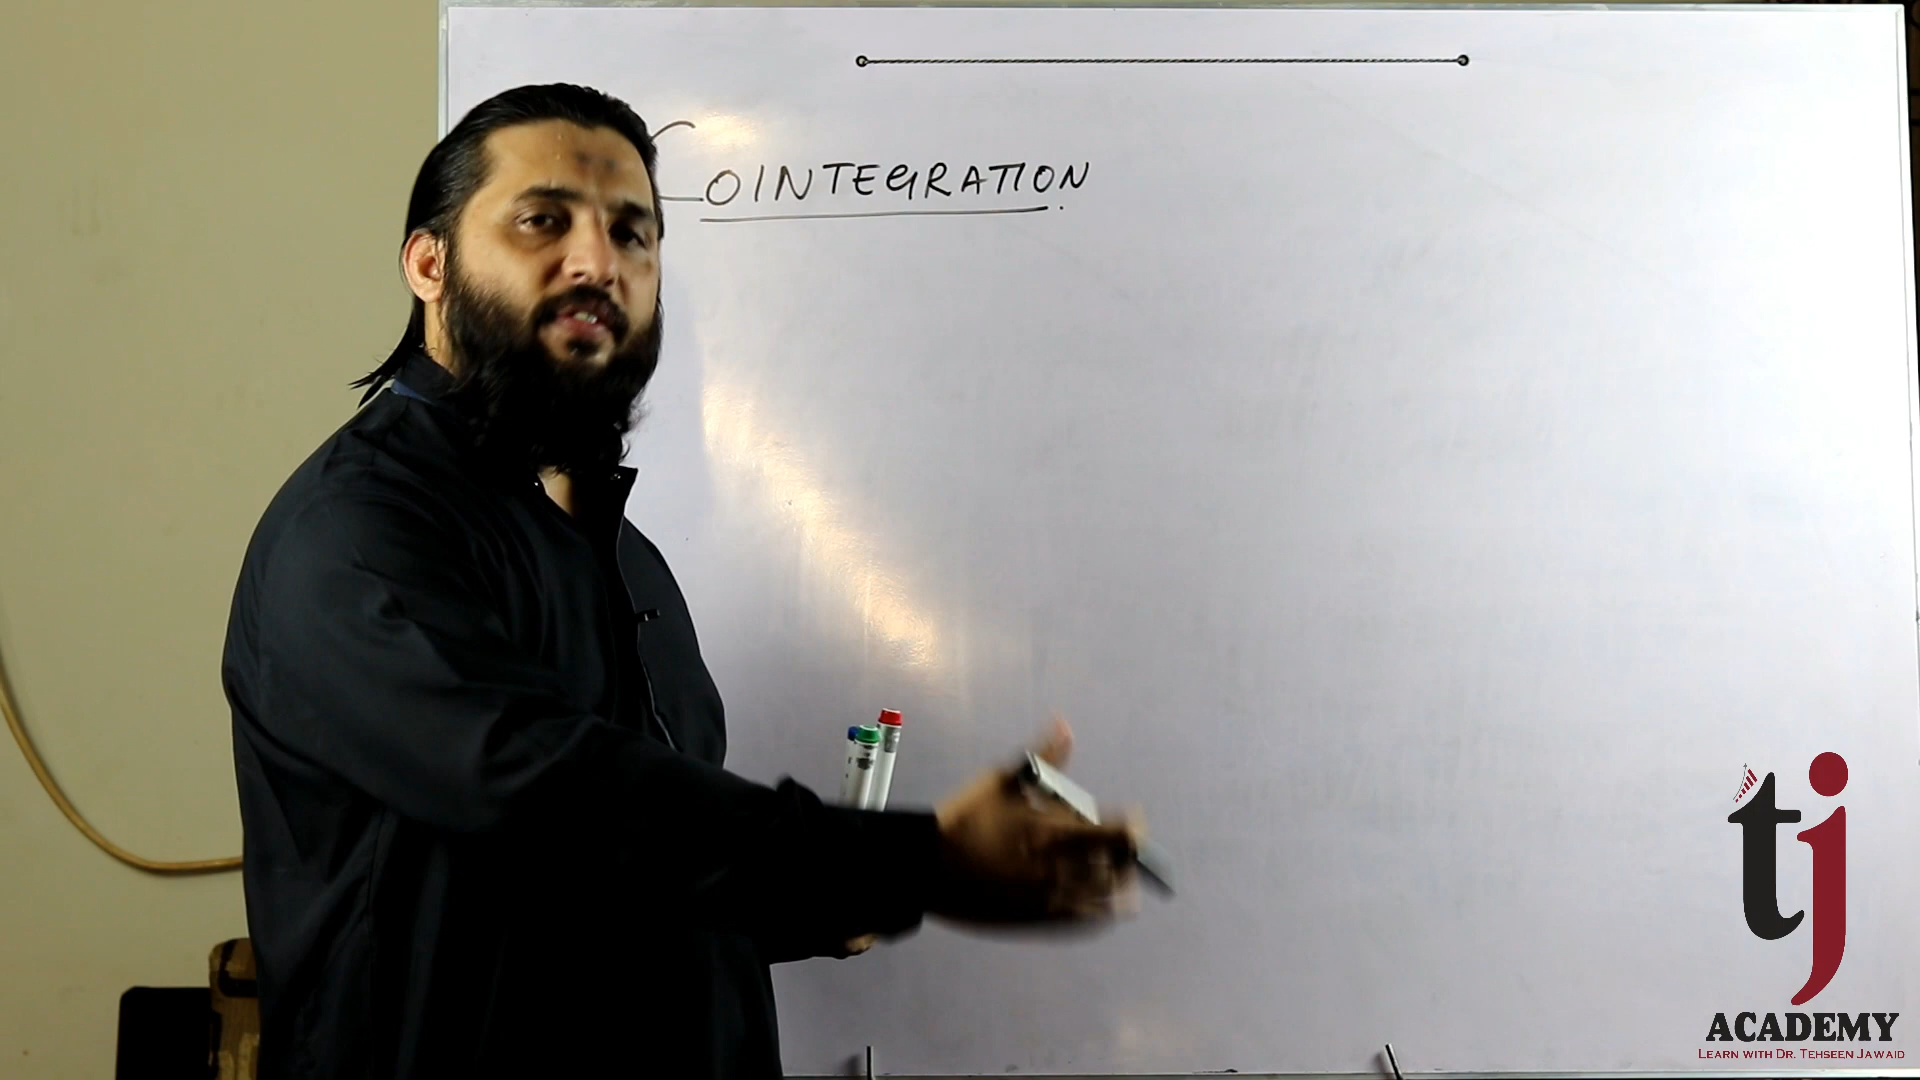 COINTEGRATION.
tj
ACADEMY
LEARN WITH DR. TEHSEEN JAWAID